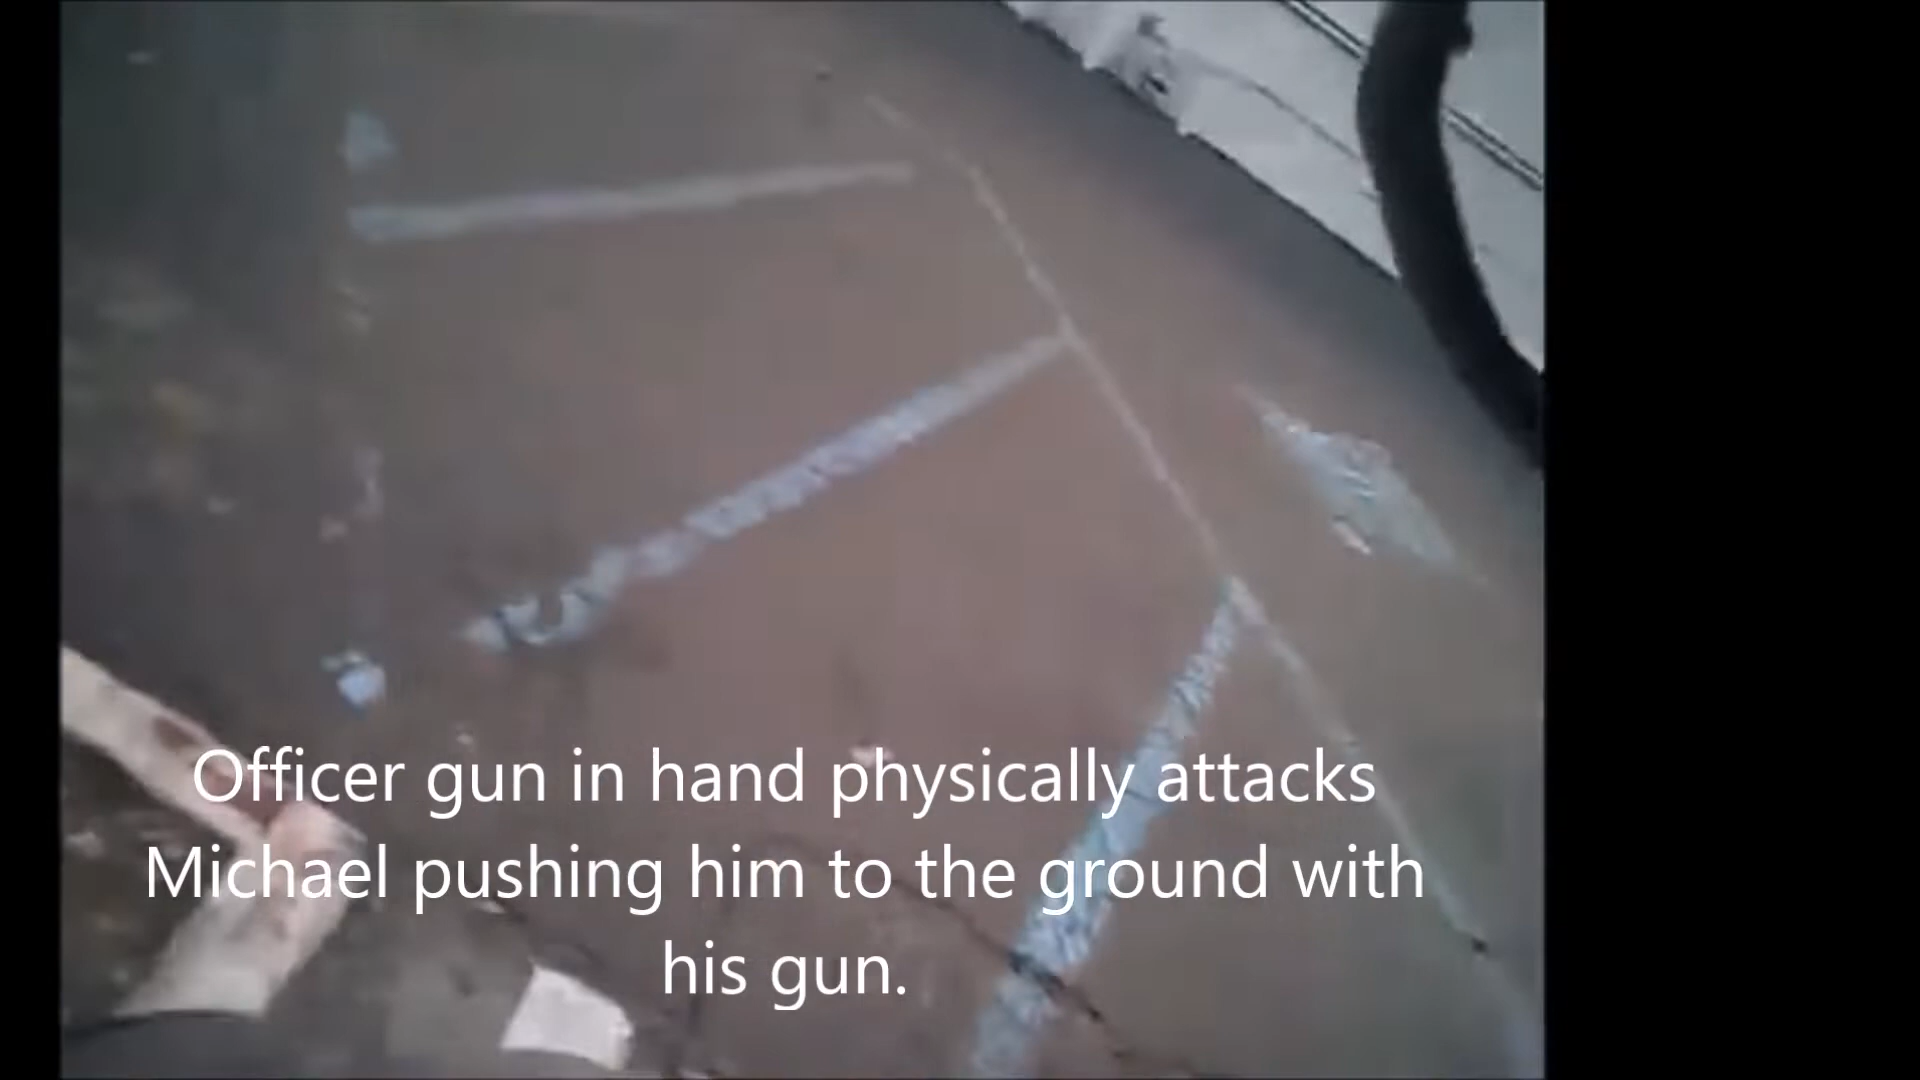 Officer gun in hand physically attacks
Michael pushing him to the ground with
his gun.